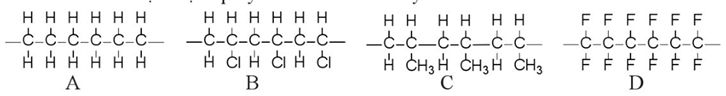 H H H H H H H H H H H H H H H H H H F F F F F F
—C—C—C—C—C—C— —C—C—C—C—C—C— —C—C—C—C—C—C— —C—C—C—C—C—C—
H H H H H H H Cl H Cl H Cl H CH₃ H CH₃ H CH₃ F F F F F F
A B C D